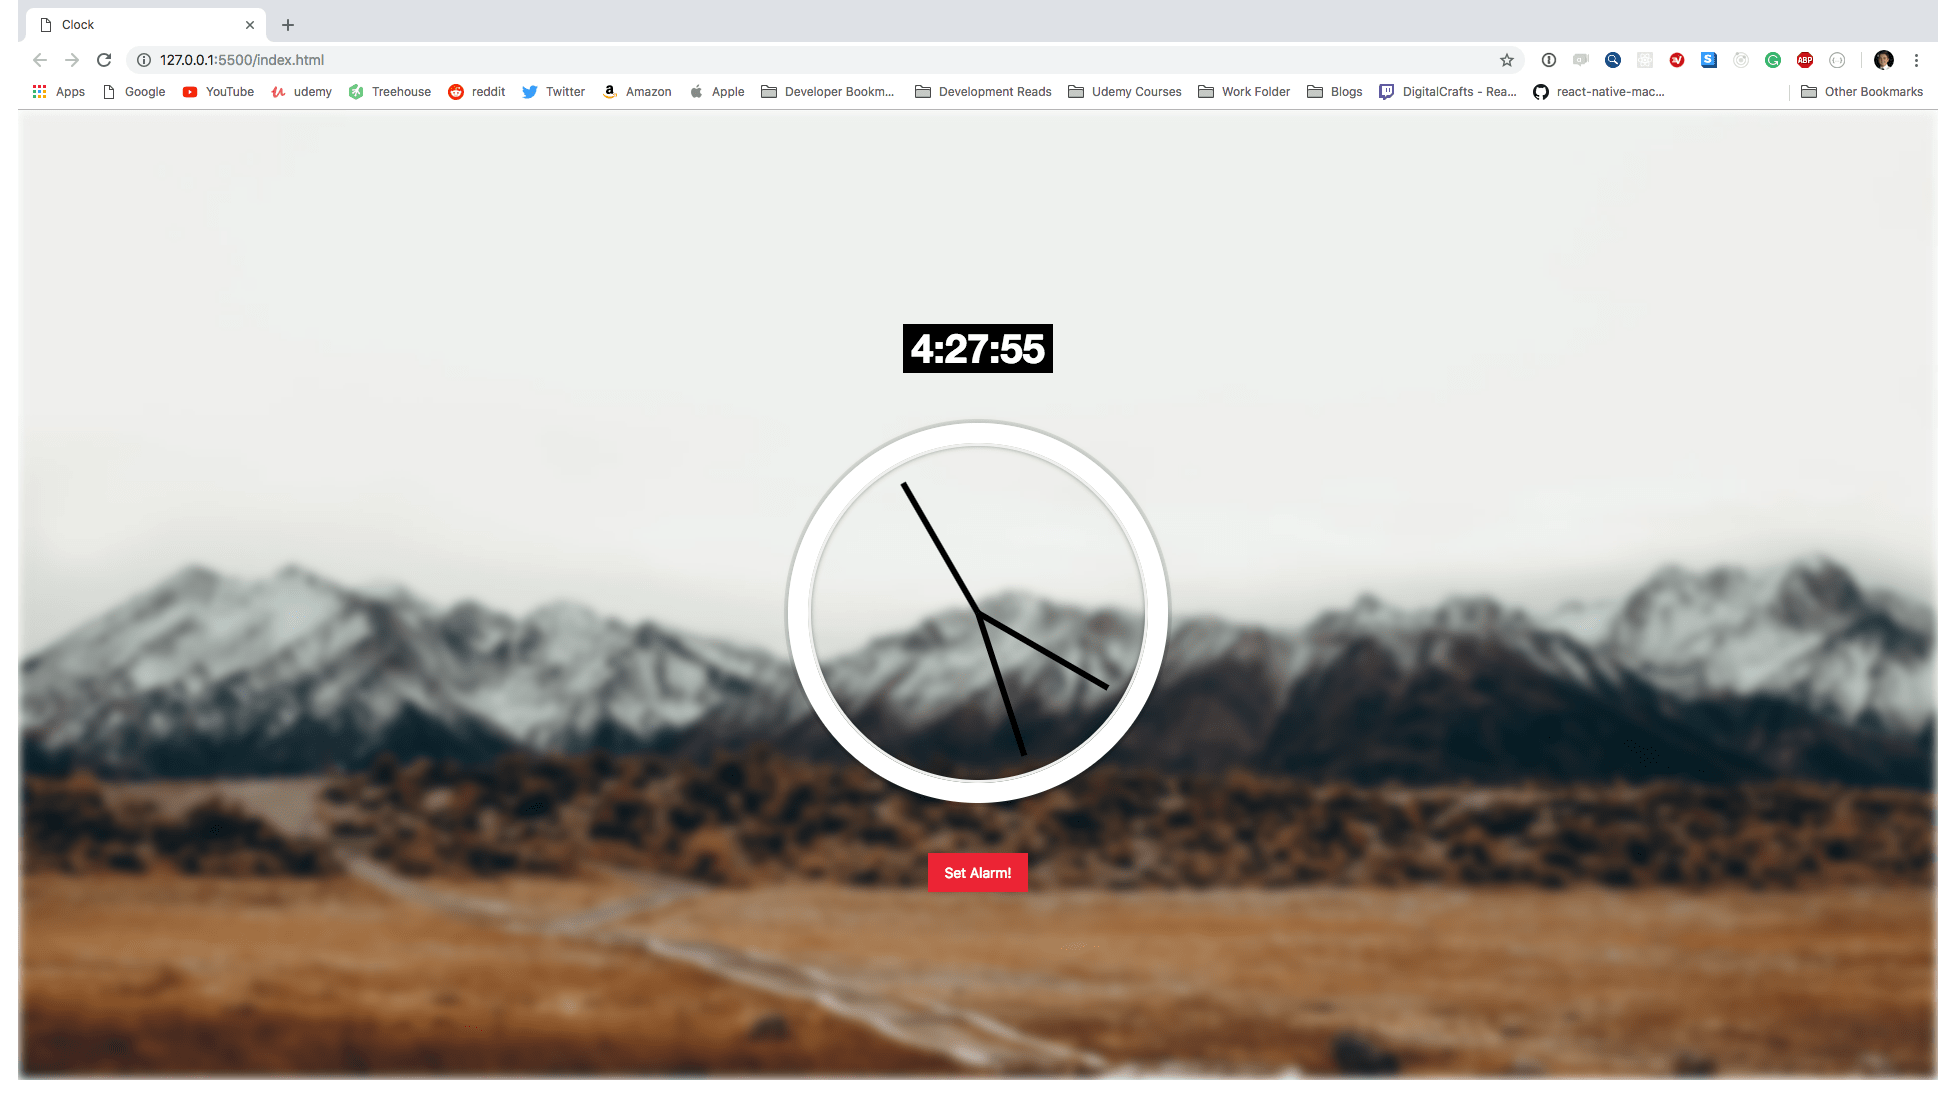 Clock
127.0.0.1:5500/index.html
Apps Google YouTube udemy Treehouse reddit Twitter Amazon Apple Developer Bookm... Development Reads Udemy Courses Work Folder Blogs DigitalCrafts - Rea... react-native-mac... Other Bookmarks
4:27:55
Set Alarm!